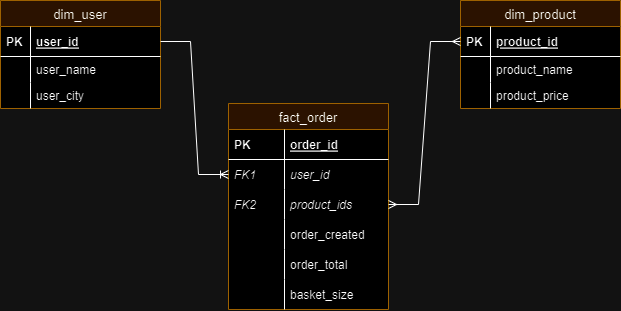 dim_user
PK user_id
user_name
user_city
dim_product
PK product_id
product_name
product_price
fact_order
PK order_id
FK1 user_id
FK2 product_ids
order_created
order_total
basket_size